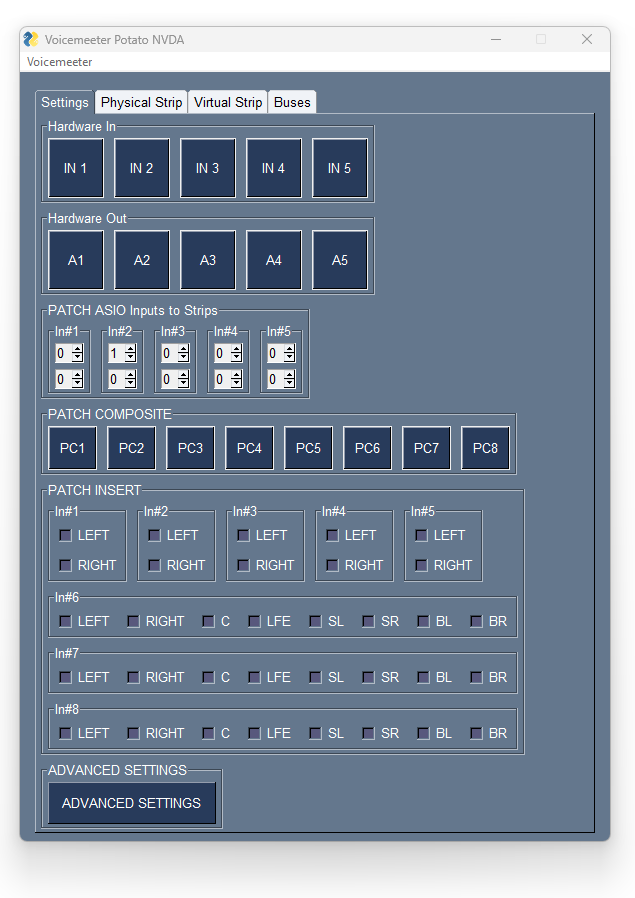 Voicemeeter Potato NVDA
Voicemeeter
Settings Physical Strip Virtual Strip Buses
Hardware In
IN 1 IN 2 IN 3 IN 4 IN 5
Hardware Out
A1 A2 A3 A4 A5
PATCH ASIO Inputs to Strips
In#1 In#2 In#3 In#4 In#5
0 1 0 0 0
0 0 0 0 0
PATCH COMPOSITE
PC1 PC2 PC3 PC4 PC5 PC6 PC7 PC8
PATCH INSERT
In#1 In#2 In#3 In#4 In#5
LEFT LEFT LEFT LEFT LEFT
RIGHT RIGHT RIGHT RIGHT RIGHT
In#6
LEFT RIGHT C LFE SL SR BL BR
In#7
LEFT RIGHT C LFE SL SR BL BR
In#8
LEFT RIGHT C LFE SL SR BL BR
ADVANCED SETTINGS
ADVANCED SETTINGS